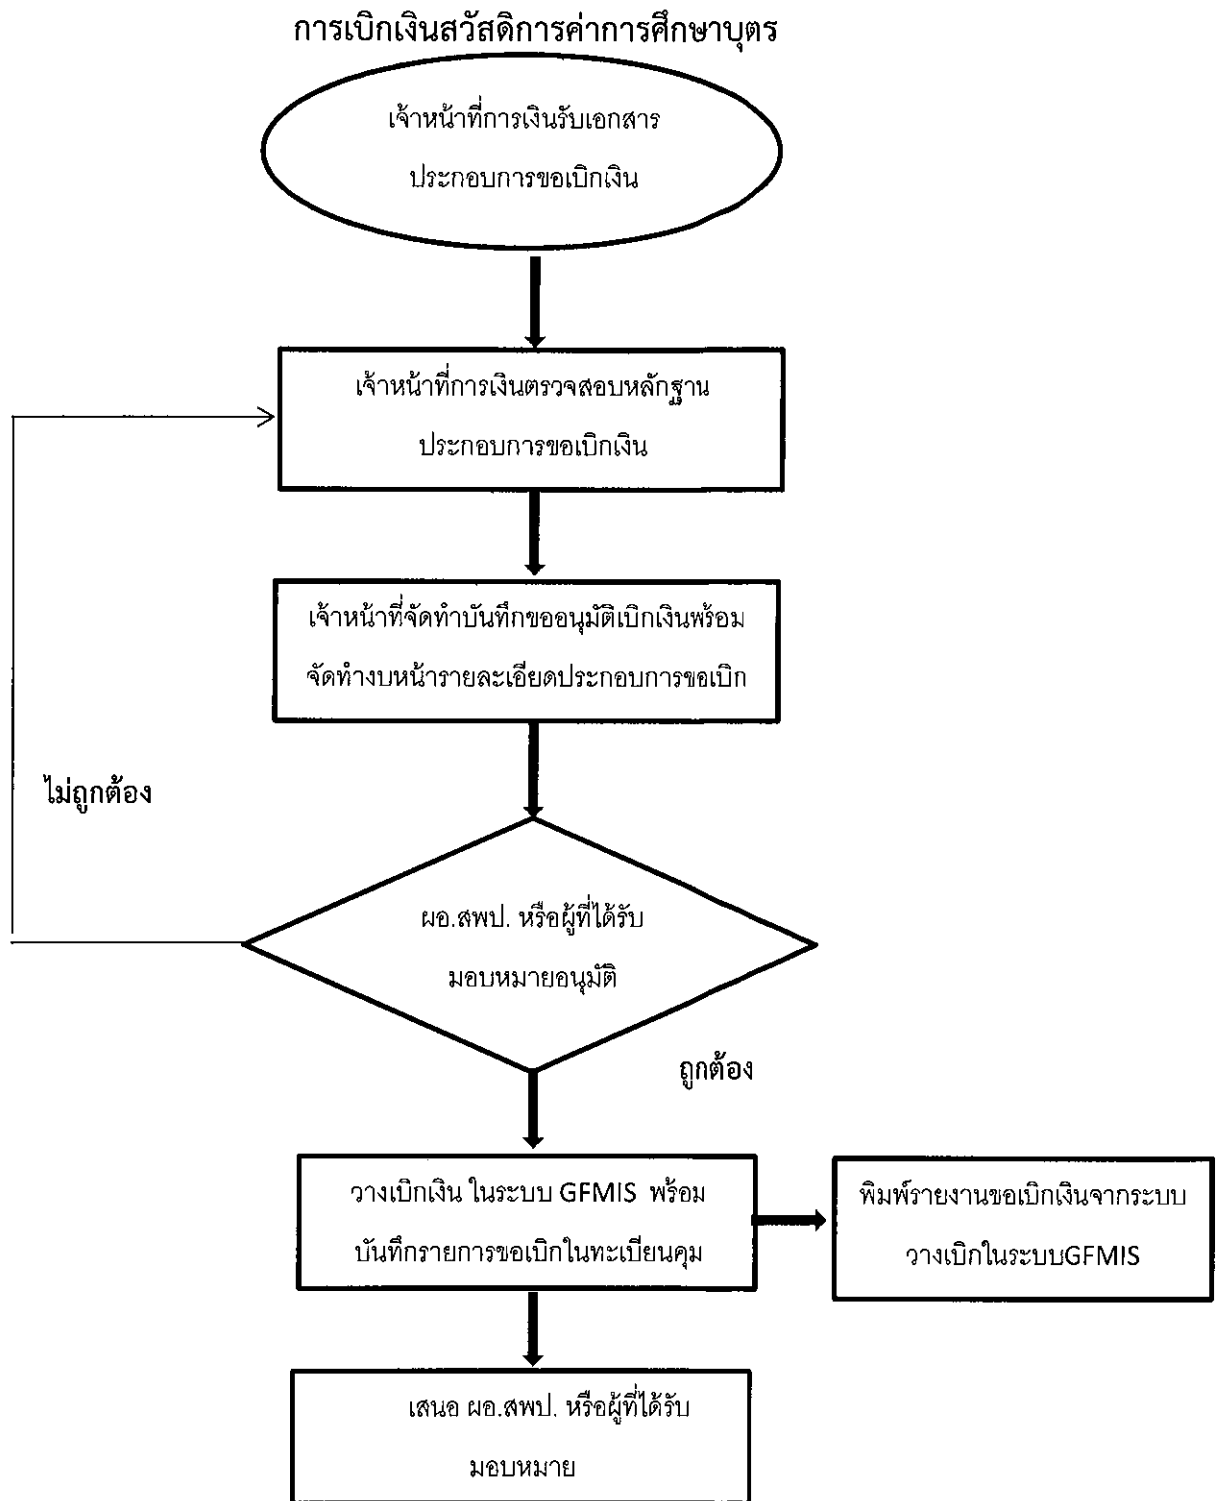 การเบิกเงินสวัสดิการค่าการศึกษาบุตร
เจ้าหน้าที่การเงินรับเอกสาร
ประกอบการขอเบิกเงิน
เจ้าหน้าที่การเงินตรวจสอบหลักฐาน
ประกอบการขอเบิกเงิน
เจ้าหน้าที่จัดทำบันทึกขออนุมัติเบิกเงินพร้อม
จัดทำงบหน้ารายละเอียดประกอบการขอเบิก
ไม่ถูกต้อง
ผอ.สพป. หรือผู้ที่ได้รับ
มอบหมายอนุมัติ
ถูกต้อง
วางเบิกเงิน ในระบบ GFMIS พร้อม
บันทึกรายการขอเบิกในทะเบียนคุม
พิมพ์รายงานขอเบิกเงินจากระบบ
วางเบิกในระบบGFMIS
เสนอ ผอ.สพป. หรือผู้ที่ได้รับ
มอบหมาย